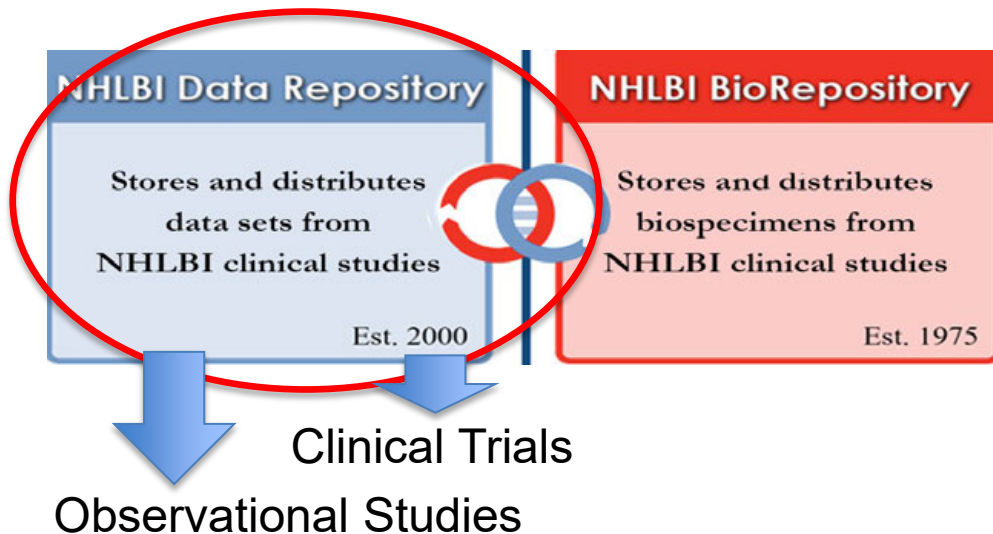 NHLBI Data Repository
Stores and distributes
data sets from
NHLBI clinical studies
Est. 2000
NHLBI BioRepository
Stores and distributes
biospecimens from
NHLBI clinical studies
Est. 1975
Clinical Trials
Observational Studies